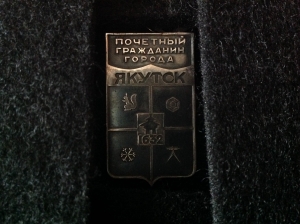 ПОЧЕТНЫЙ
ГРАЖДАНИН
ГОРОДА
ЯКУТСК
1632